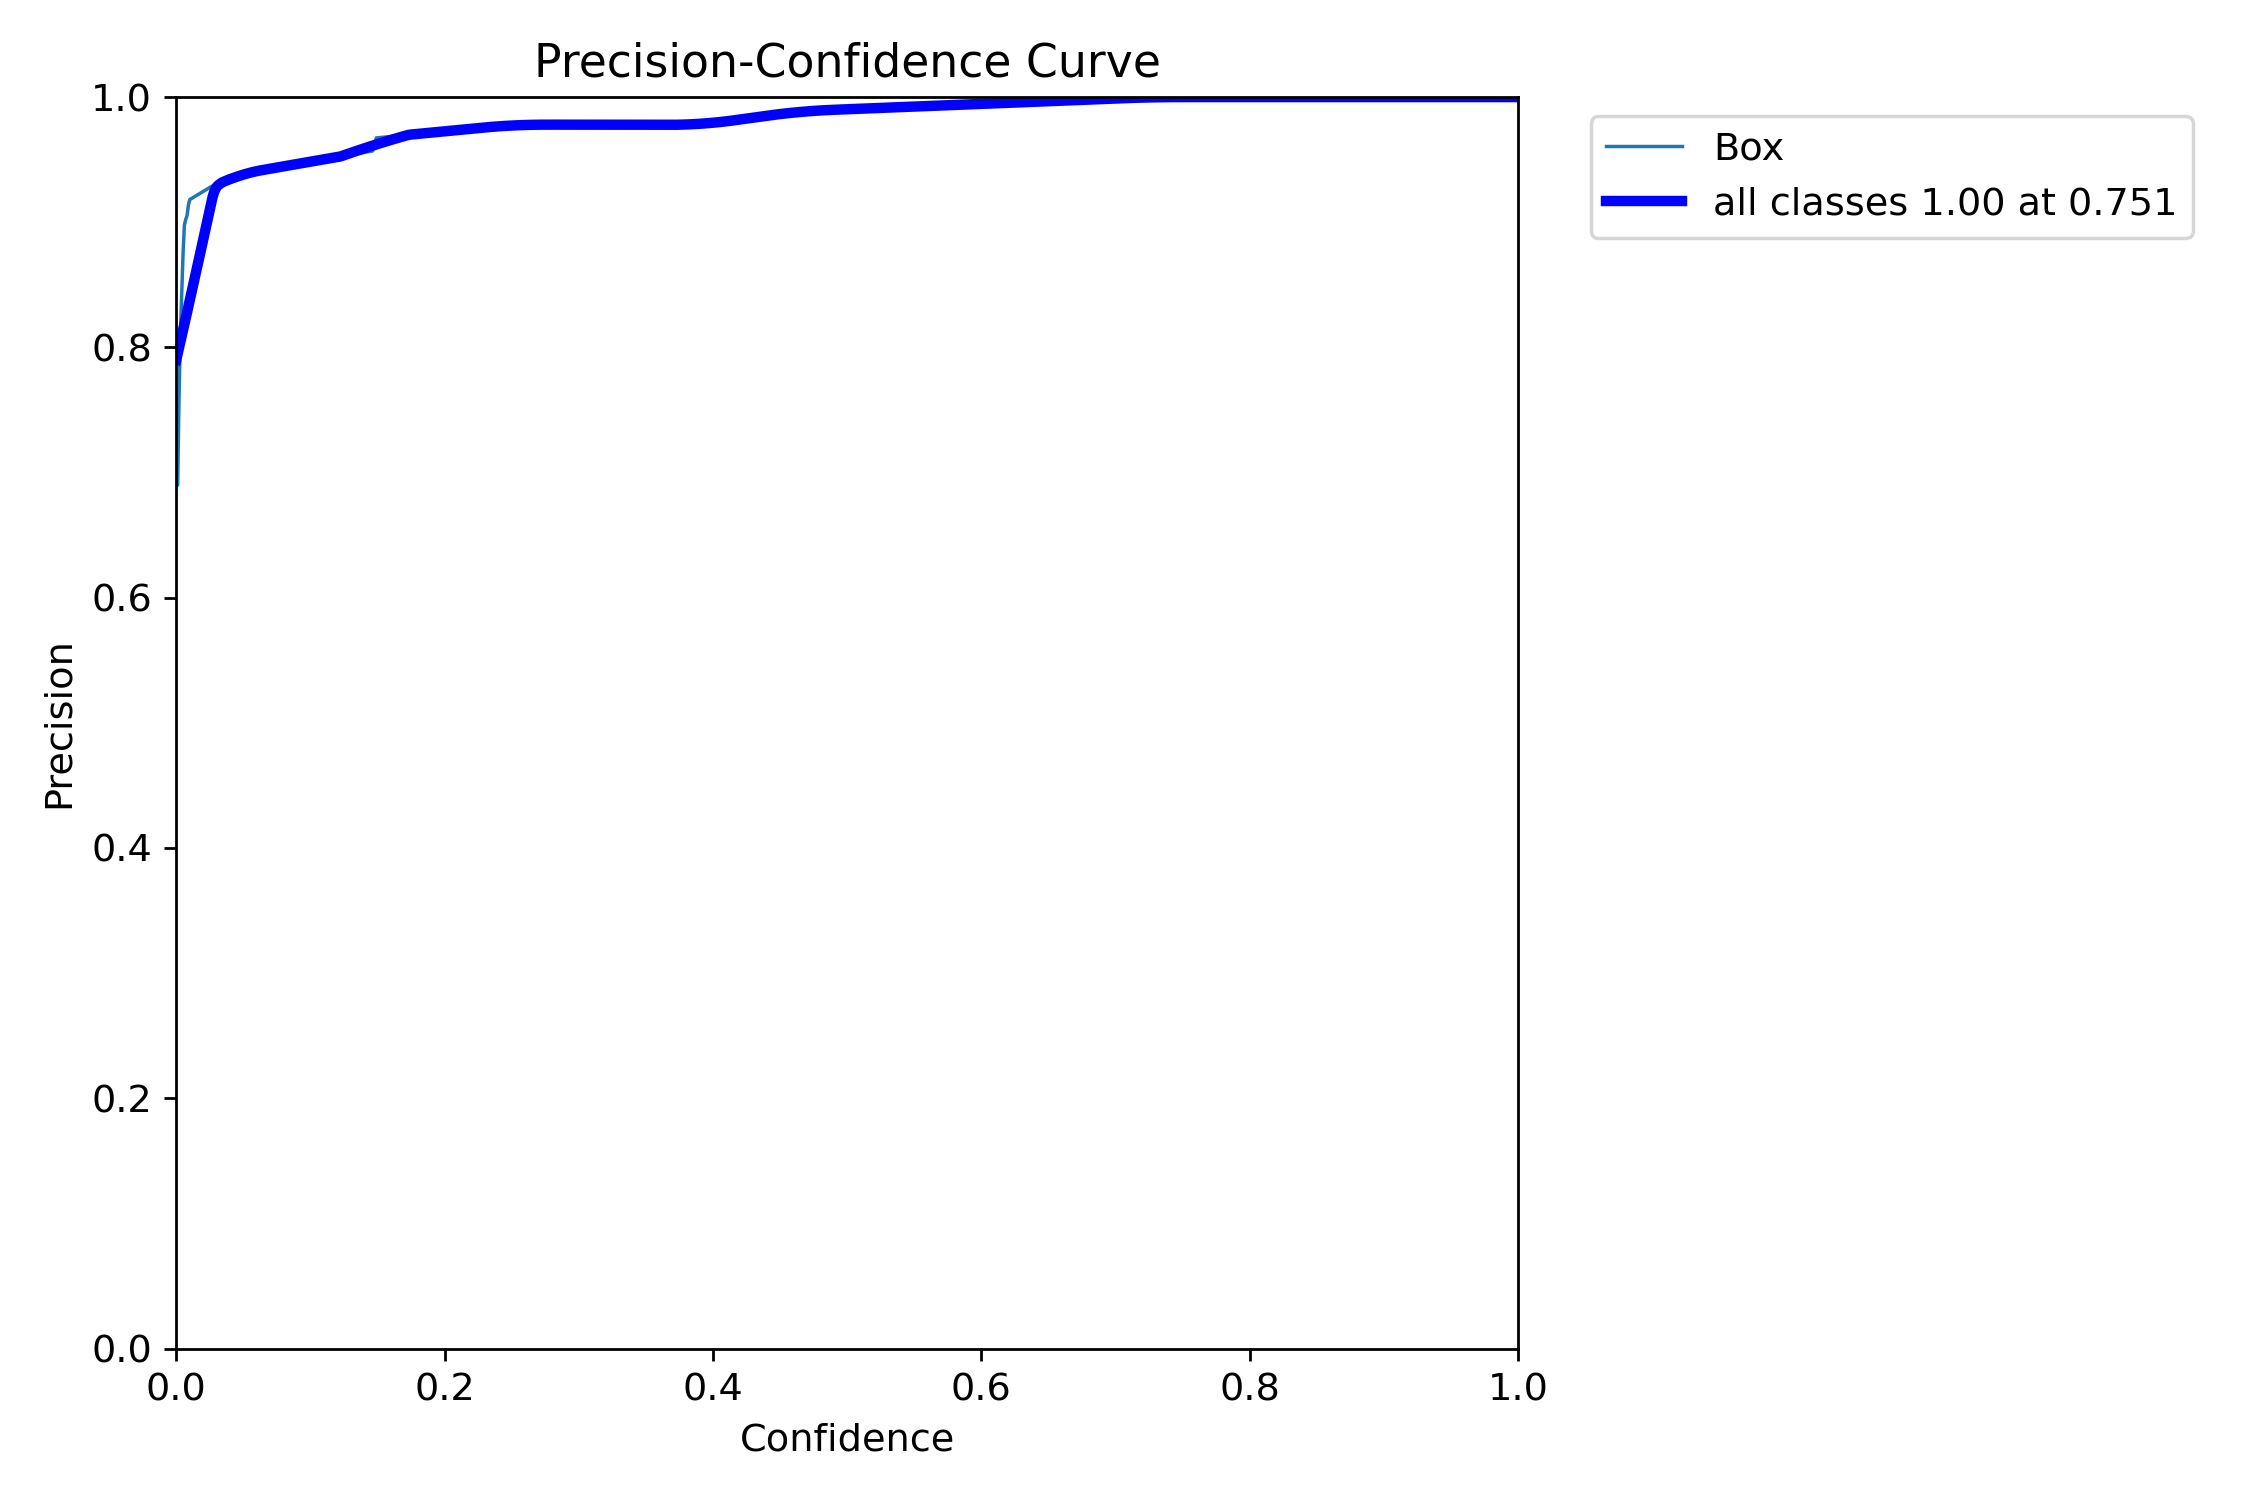 Precision-Confidence Curve
1.0
0.8
0.6
0.4
0.2
0.0
Precision
0.0 0.2 0.4 0.6 0.8 1.0
Confidence
Box
all classes 1.00 at 0.751